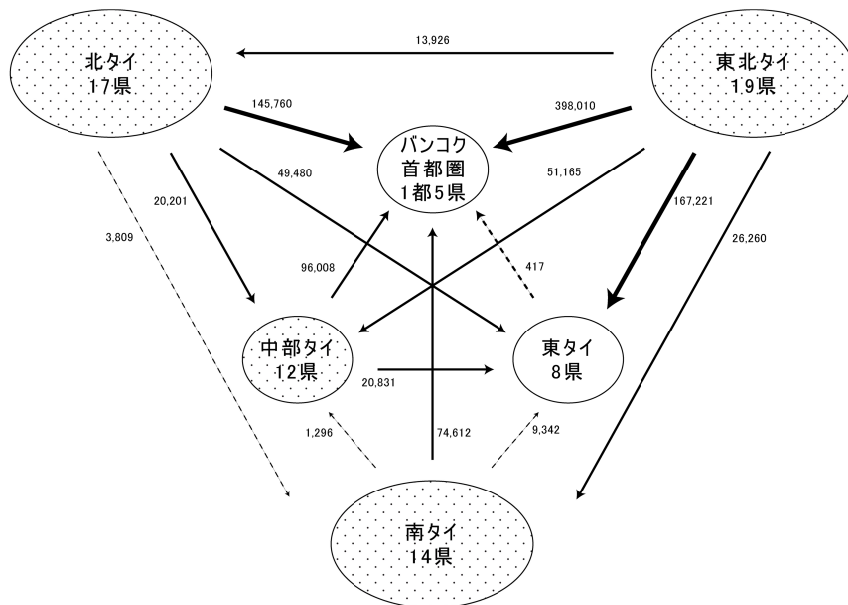 13,926
北タイ
17県
東北タイ
19県
145,760
398,010
バンコク
首都圏
1都5県
49,480
51,165
20,201
167,221
3,809
26,260
96,008
417
中部タイ
12県
東タイ
8県
20,831
1,296
74,612
9,342
南タイ
14県